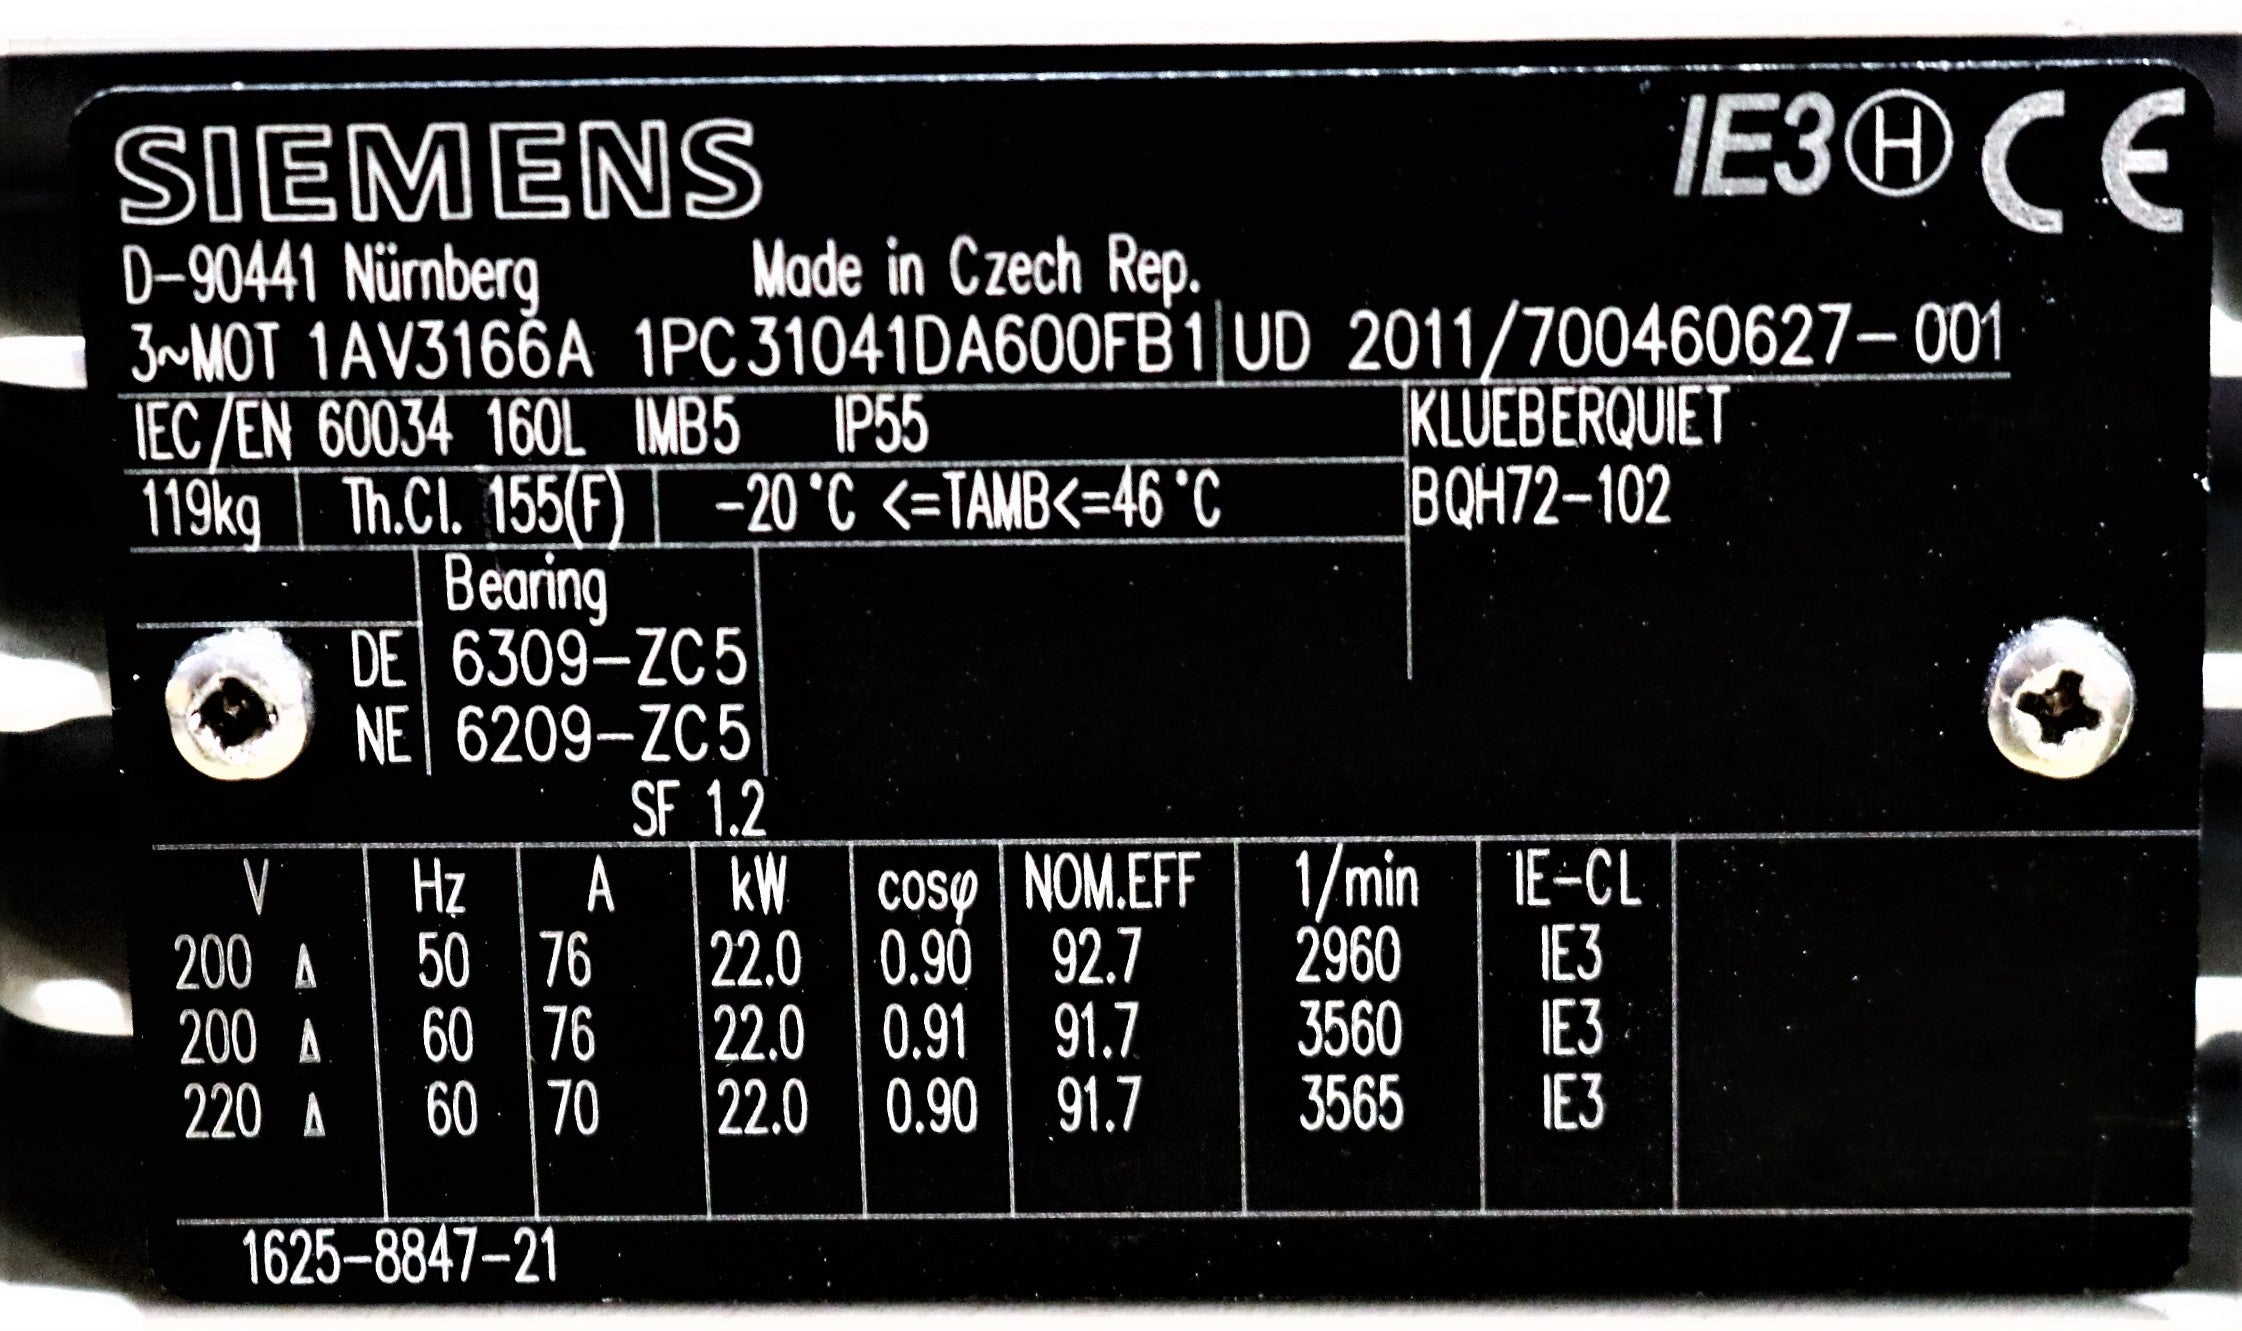 SIEMENS IE3 H CE
D-90441 Nürnberg Made in Czech Rep.
3~MOT 1AV3166A 1PC31041DA600FB1 UD 2011/700460627-001
IEC/EN 60034 160L IMB5 IP55 KLUEBERQUIET
119kg Th.Cl. 155(F) -20°C <=TAMB<=46°C BQH72-102
Bearing
DE 6309-ZC5
NE 6209-ZC5
SF 1.2
V Hz A kW cosφ NOM.EFF 1/min IE-CL
200 Δ 50 76 22.0 0.90 92.7 2960 IE3
200 Δ 60 76 22.0 0.91 91.7 3560 IE3
220 Δ 60 70 22.0 0.90 91.7 3565 IE3
1625-8847-21